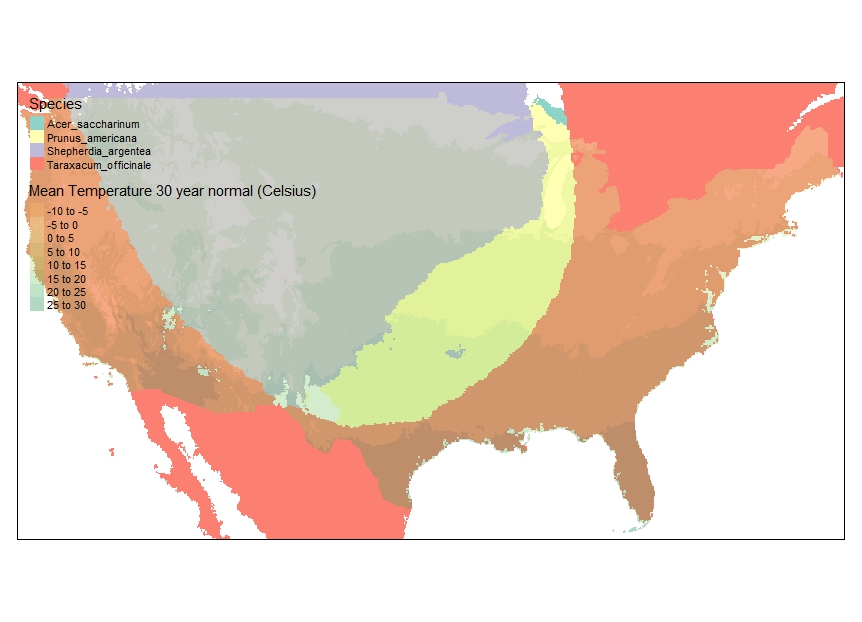 Species
Acer_saccharinum
Prunus_americana
Shepherdia_argentea
Taraxacum_officinale
Mean Temperature 30 year normal (Celsius)
-10 to -5
-5 to 0
0 to 5
5 to 10
10 to 15
15 to 20
20 to 25
25 to 30